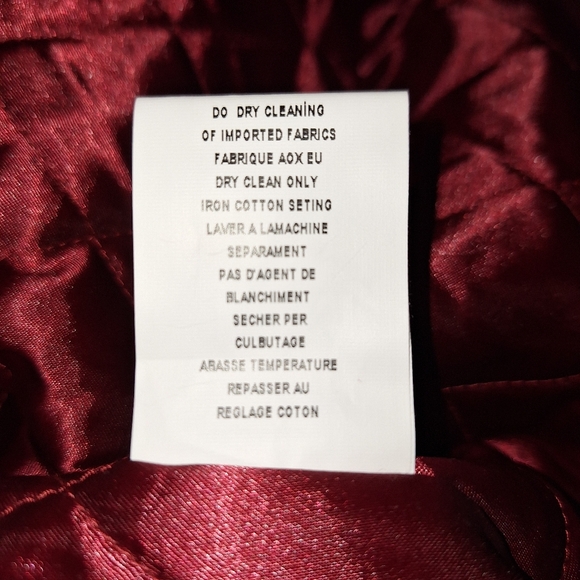 DO DRY CLEANİNG
OF IMPORTED FABRICS
FABRIQUE AOX EU
DRY CLEAN ONLY
IRON COTTON SETING
LAVER A LAMACHINE
SEPARAMENT
PAS D'AGENT DE
BLANCHIMENT
SECHER PER
CULBUTAGE
ABASSE TEMPERATURE
REPASSER AU
REGLAGE COTON